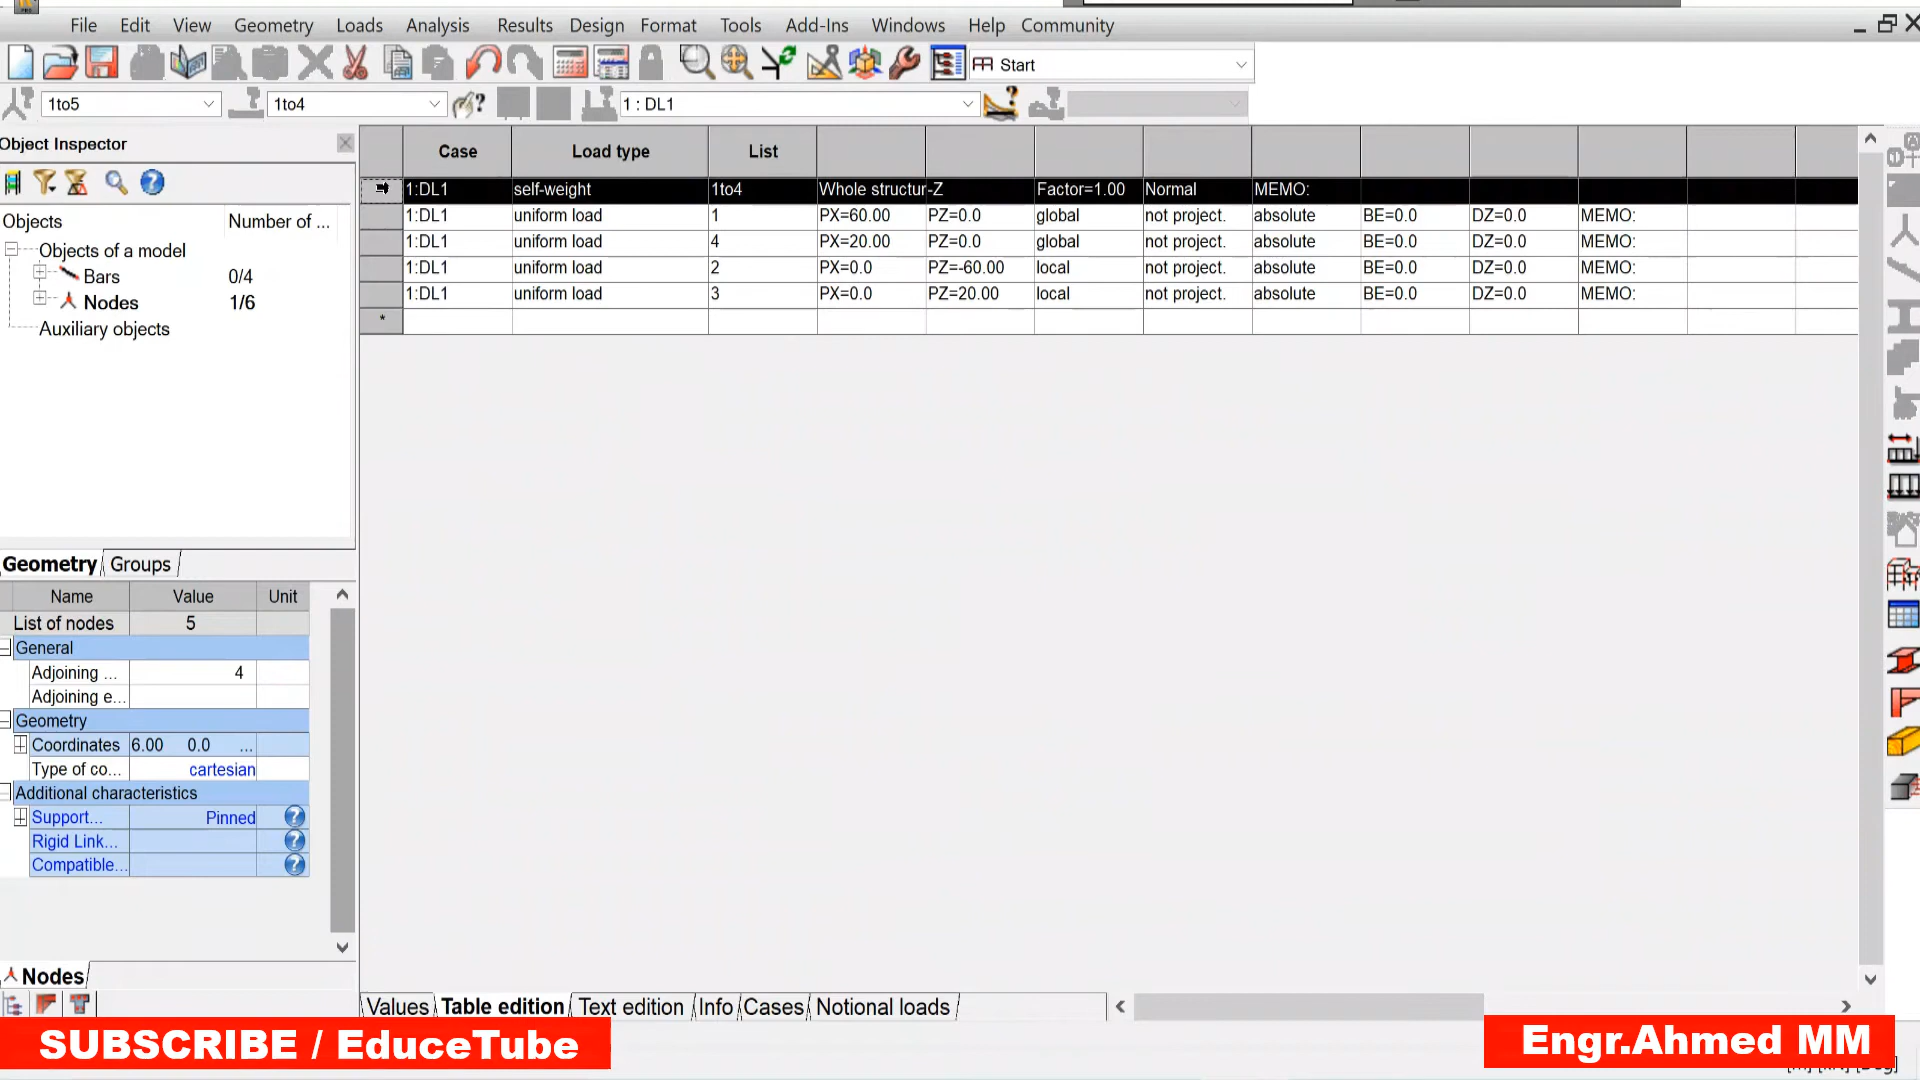 File Edit View Geometry Loads Analysis Results Design Format Tools Add-Ins Windows Help Community
Start
1to5 1to4 1 : DL1
Object Inspector
Objects Number of ...
Objects of a model
Bars 0/4
Nodes 1/6
Auxiliary objects
Geometry Groups
Name Value Unit
List of nodes 5
General
Adjoining ... 4
Adjoining e...
Geometry
Coordinates 6.00 0.0 ...
Type of co... cartesian
Additional characteristics
Support... Pinned
Rigid Link...
Compatible...
Nodes
Case Load type List
1:DL1 self-weight 1to4 Whole structur -Z Factor=1.00 Normal MEMO:
1:DL1 uniform load 1 PX=60.00 PZ=0.0 global not project. absolute BE=0.0 DZ=0.0 MEMO:
1:DL1 uniform load 4 PX=20.00 PZ=0.0 global not project. absolute BE=0.0 DZ=0.0 MEMO:
1:DL1 uniform load 2 PX=0.0 PZ=-60.00 local not project. absolute BE=0.0 DZ=0.0 MEMO:
1:DL1 uniform load 3 PX=0.0 PZ=20.00 local not project. absolute BE=0.0 DZ=0.0 MEMO:
*
Values Table edition Text edition Info Cases Notional loads
SUBSCRIBE / EduceTube
Engr.Ahmed MM